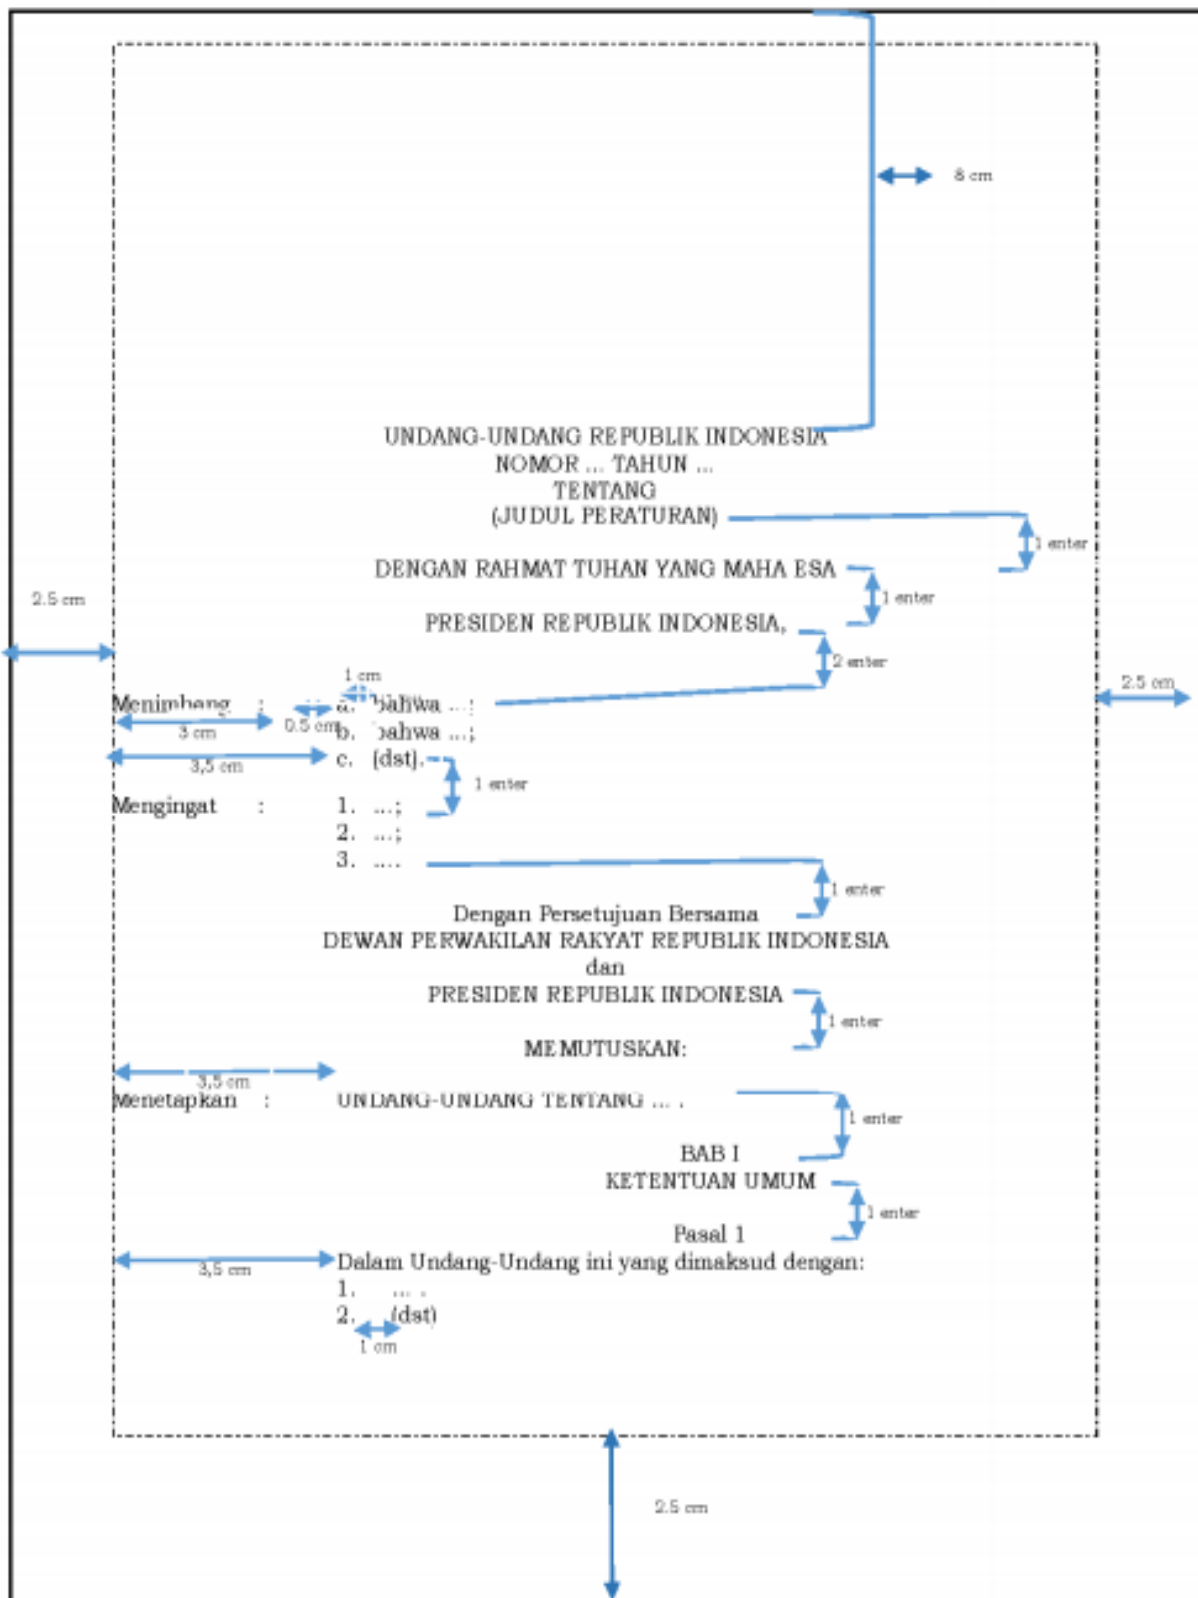 8 cm
UNDANG-UNDANG REPUBLIK INDONESIA
NOMOR ... TAHUN ...
TENTANG
(JUDUL PERATURAN)
1 enter
DENGAN RAHMAT TUHAN YANG MAHA ESA
1 enter
2.5 cm
PRESIDEN REPUBLIK INDONESIA,
2 enter
2.5 cm
1 cm
Menimbang : a. bahwa ...;
3 cm
0.5 cm
b. bahwa ...;
3,5 cm
c. (dst).
1 enter
Mengingat : 1. ...;
2. ...;
3. ....
1 enter
Dengan Persetujuan Bersama
DEWAN PERWAKILAN RAKYAT REPUBLIK INDONESIA
dan
PRESIDEN REPUBLIK INDONESIA
1 enter
MEMUTUSKAN:
3,5 cm
Menetapkan : UNDANG-UNDANG TENTANG ... .
1 enter
BAB I
KETENTUAN UMUM
1 enter
Pasal 1
3,5 cm
Dalam Undang-Undang ini yang dimaksud dengan:
1. ... .
2. (dst)
1 cm
2.5 cm